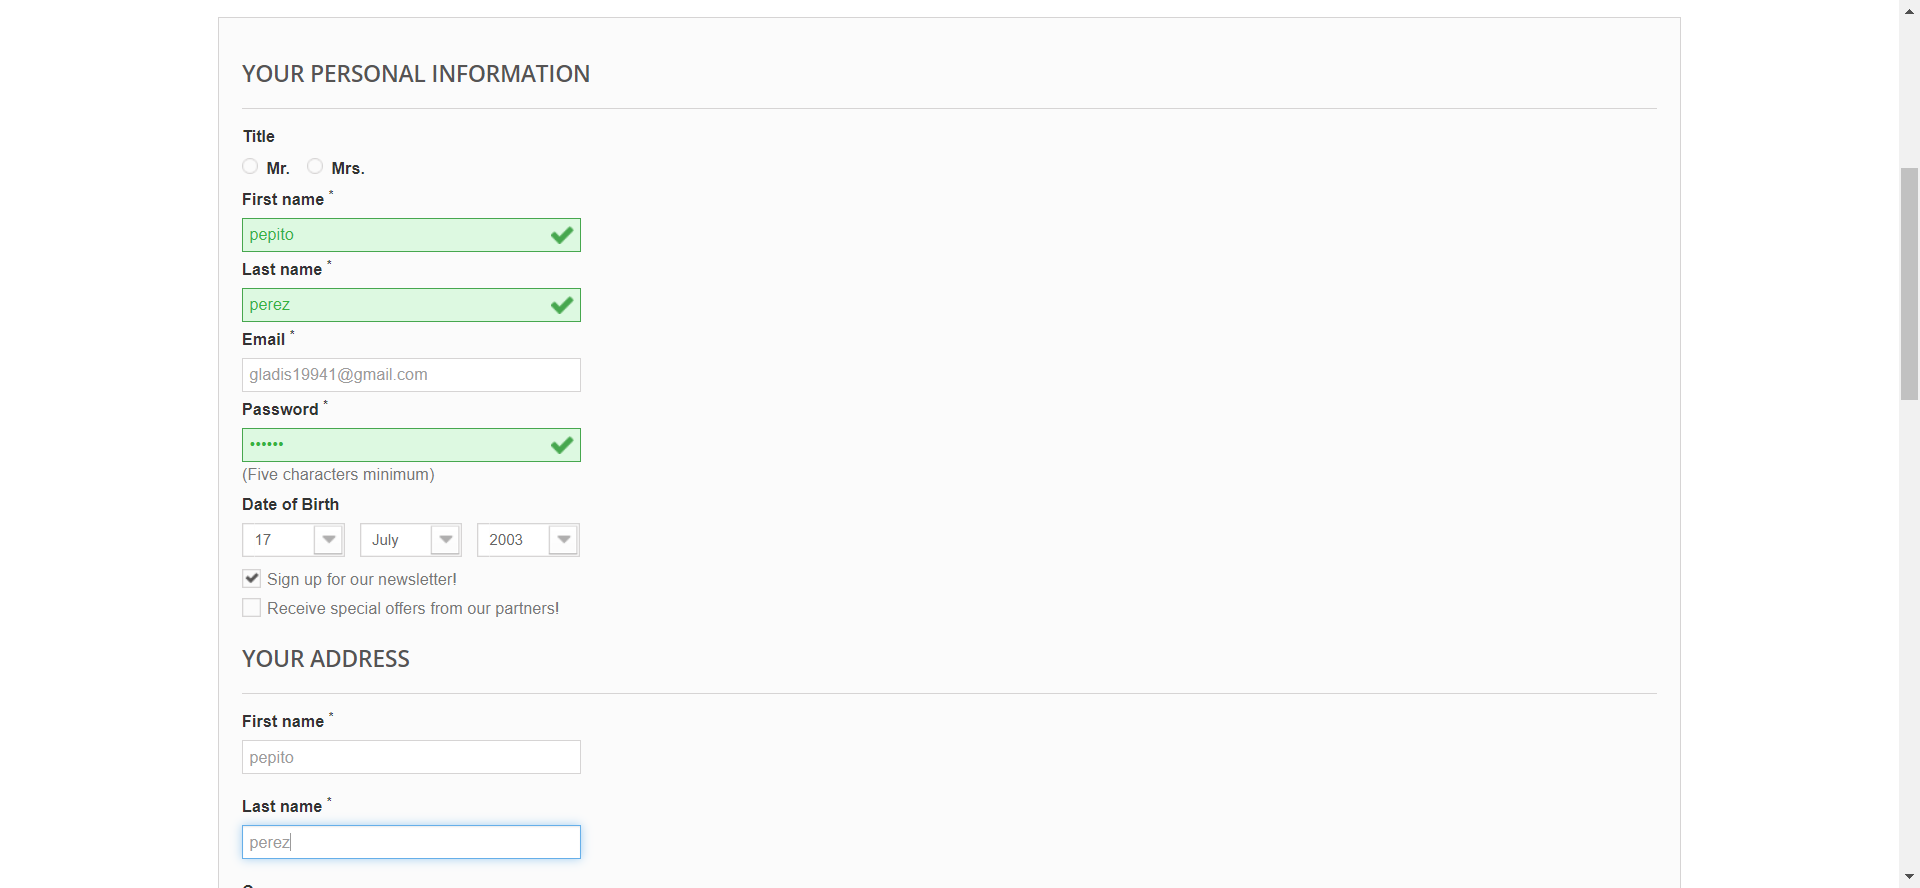 YOUR PERSONAL INFORMATION
Title
Mr. Mrs.
First name *
pepito
Last name *
perez
Email *
gladis19941@gmail.com
Password *
••••••
(Five characters minimum)
Date of Birth
17 July 2003
Sign up for our newsletter!
Receive special offers from our partners!
YOUR ADDRESS
First name *
pepito
Last name *
perez